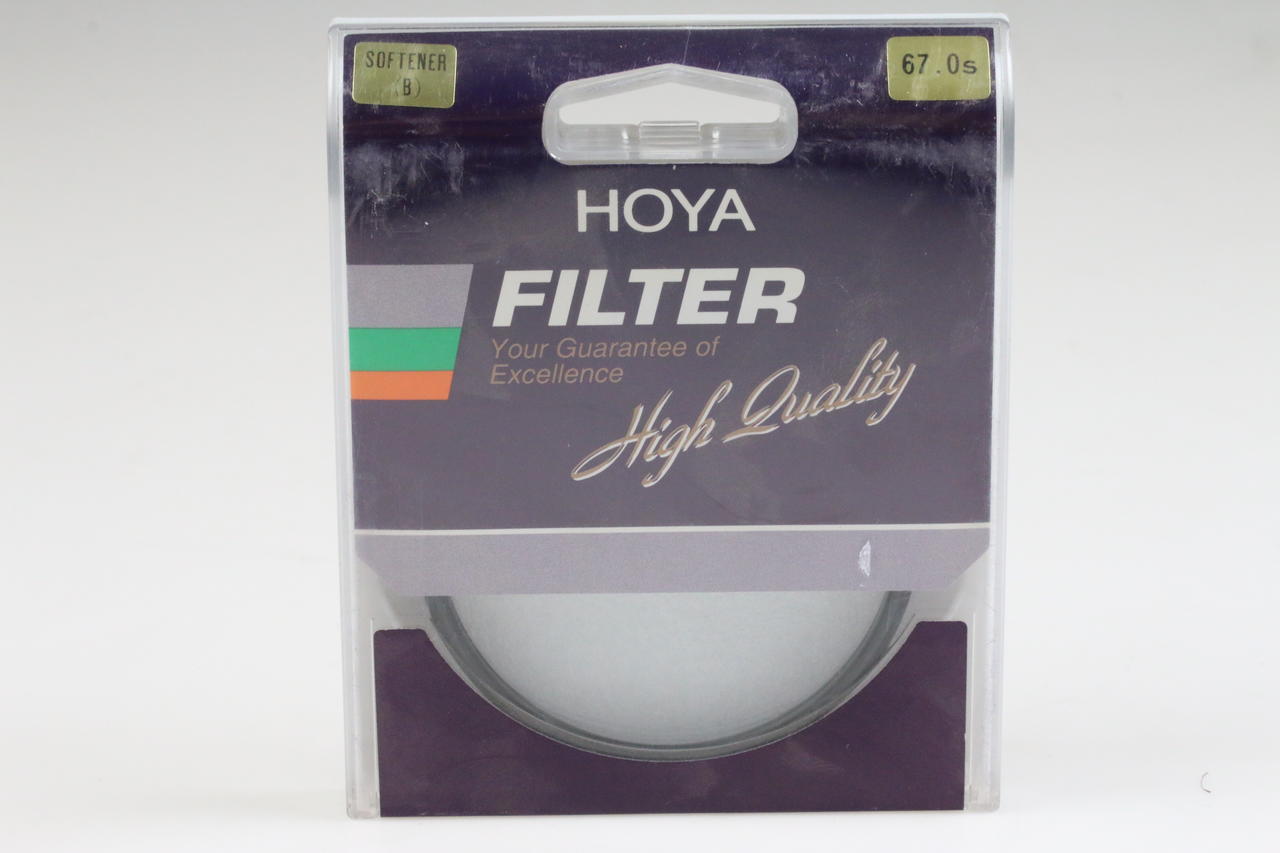 SOFTENER
(B)
67.0s
HOYA
FILTER
Your Guarantee of
Excellence
High Quality